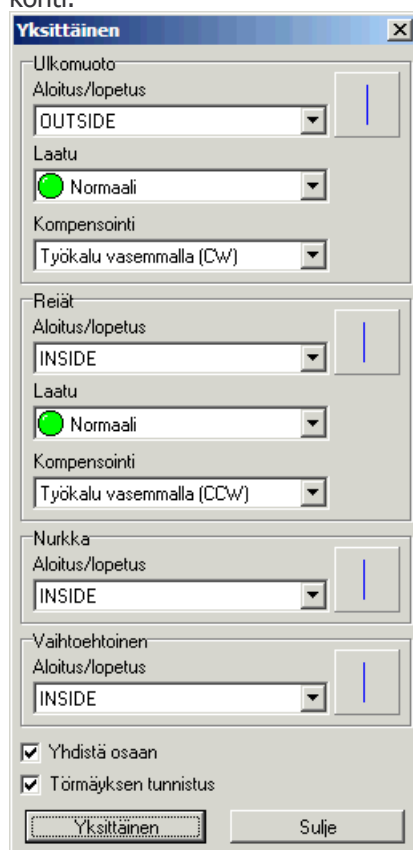 kohti.
Yksittäinen
Ulkomuoto
Aloitus/lopetus
OUTSIDE
Laatu
Normaali
Kompensointi
Työkalu vasemmalla (CW)
Reiät
Aloitus/lopetus
INSIDE
Laatu
Normaali
Kompensointi
Työkalu vasemmalla (CCW)
Nurkka
Aloitus/lopetus
INSIDE
Vaihtoehtoinen
Aloitus/lopetus
INSIDE
Yhdistä osaan
Törmäyksen tunnistus
Yksittäinen Sulje